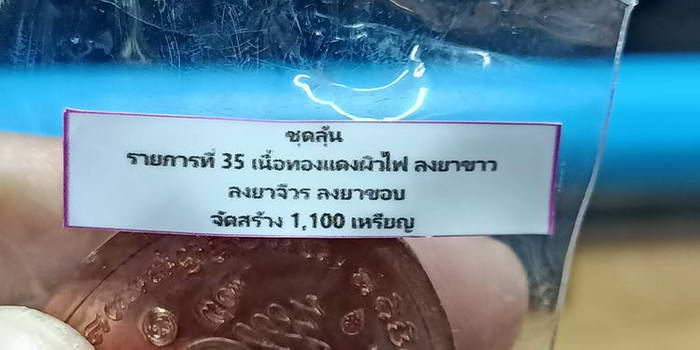 ชุดลุ้น
รายการที่ 35 เนื้อทองแดงผิวไฟ ลงยาขาว
ลงยาจีวร ลงยาขอบ
จัดสร้าง 1,100 เหรียญ